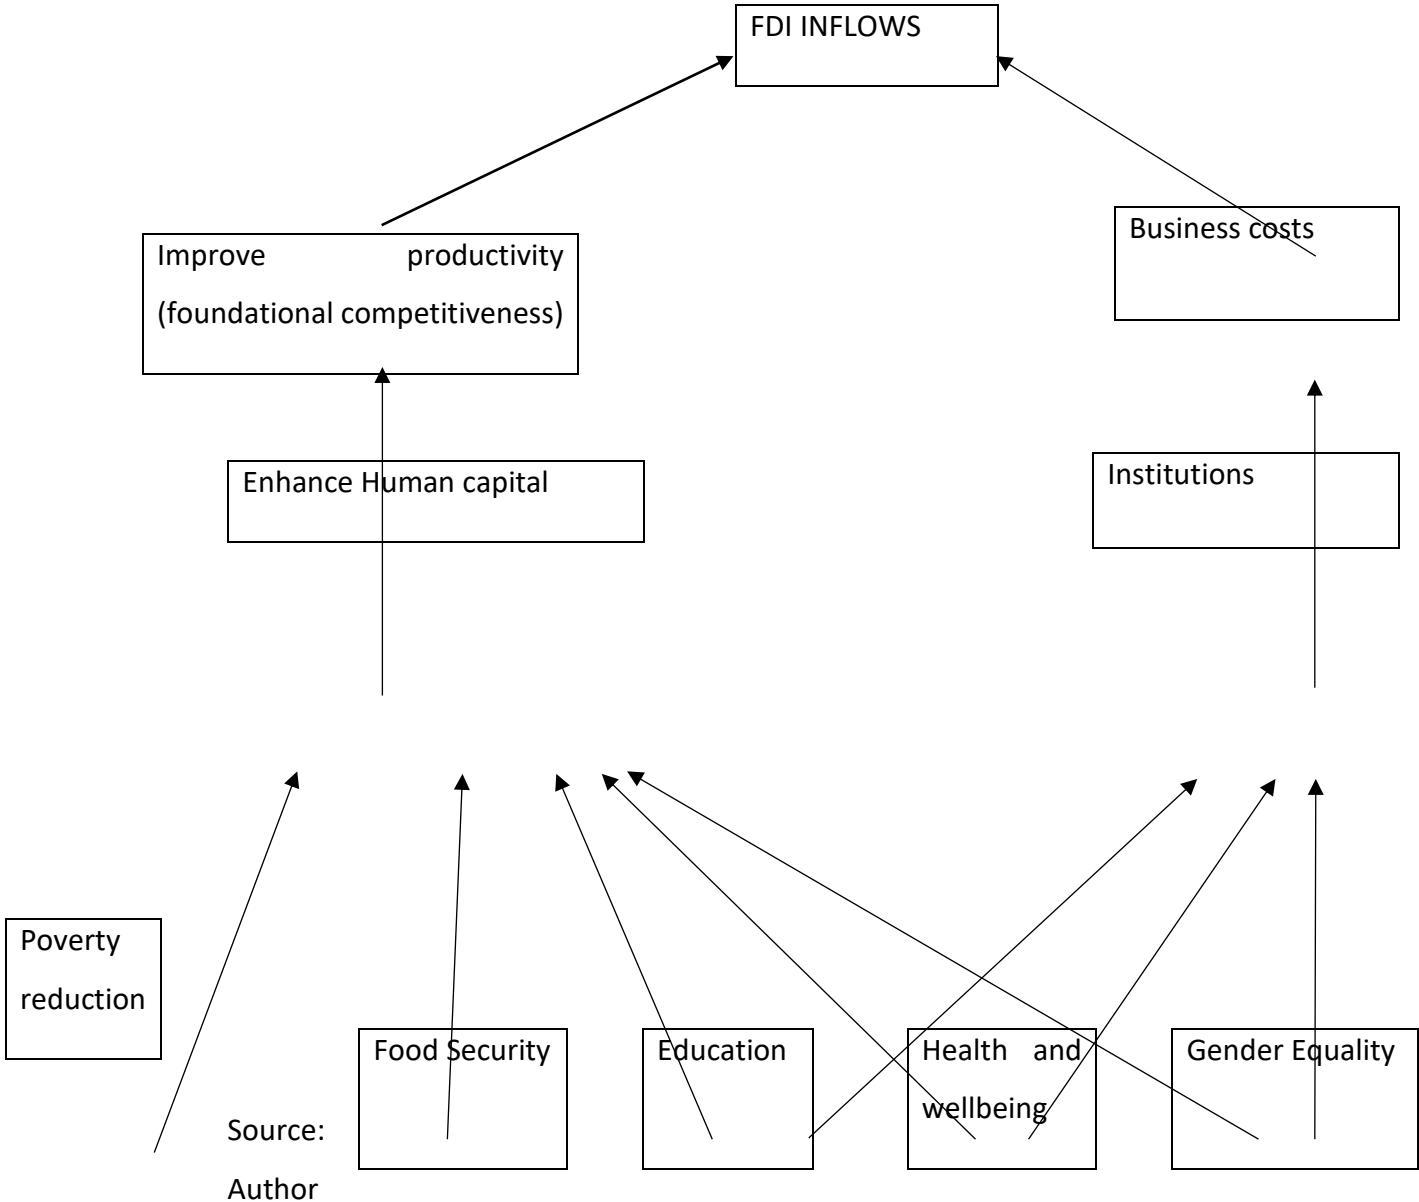 FDI INFLOWS
Business costs
Improve productivity
(foundational competitiveness)
Enhance Human capital
Institutions
Poverty
reduction
Food Security
Education
Health and
wellbeing
Gender Equality
Source:
Author